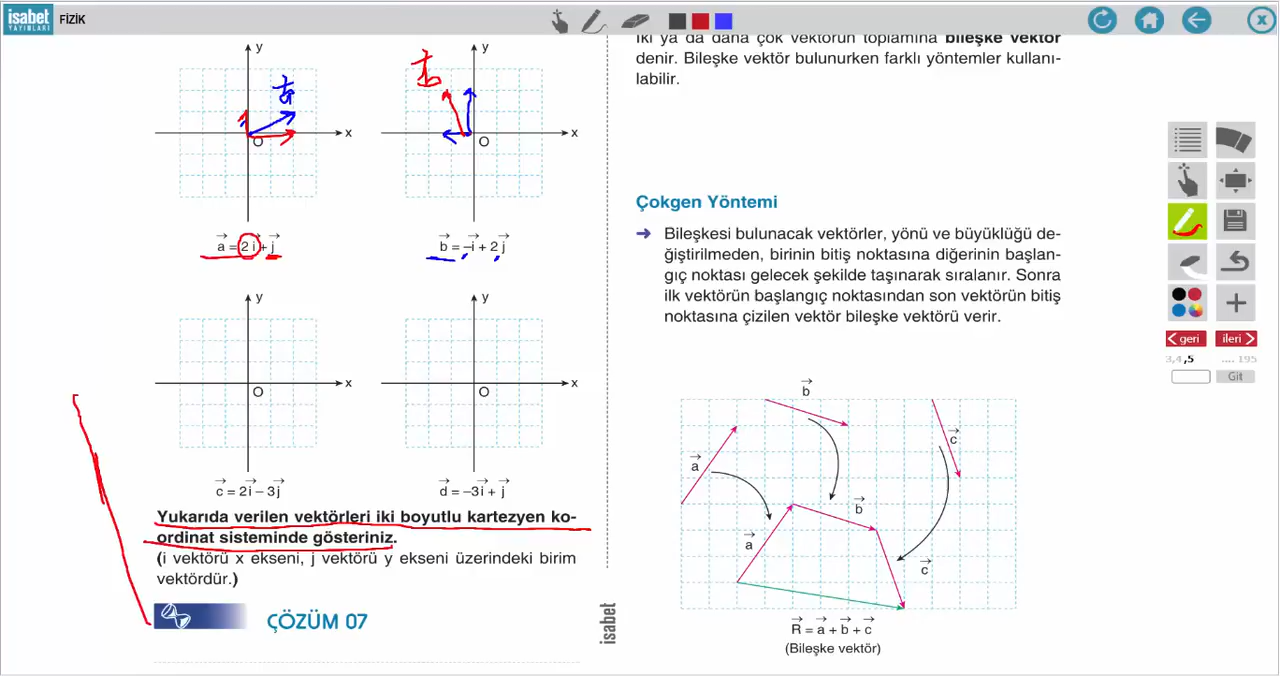 isabet
YAYINLARI
FİZİK
y
a
x
O
a = 2 i + j
y
b
x
O
b = –i + 2 j
y
x
O
c = 2i – 3j
y
x
O
d = –3i + j
Yukarıda verilen vektörleri iki boyutlu kartezyen ko-
ordinat sisteminde gösteriniz.
(i vektörü x ekseni, j vektörü y ekseni üzerindeki birim
vektördür.)
ÇÖZÜM 07
isabet
İki ya da daha çok vektörün toplamına bileşke vektör
denir. Bileşke vektör bulunurken farklı yöntemler kullanı-
labilir.
Çokgen Yöntemi
➜ Bileşkesi bulunacak vektörler, yönü ve büyüklüğü de-
ğiştirilmeden, birinin bitiş noktasına diğerinin başlan-
gıç noktası gelecek şekilde taşınarak sıralanır. Sonra
ilk vektörün başlangıç noktasından son vektörün bitiş
noktasına çizilen vektör bileşke vektörü verir.
b
a
c
b
a
c
R = a + b + c
(Bileşke vektör)
geri
ileri
3,4,5
.... 195
Git